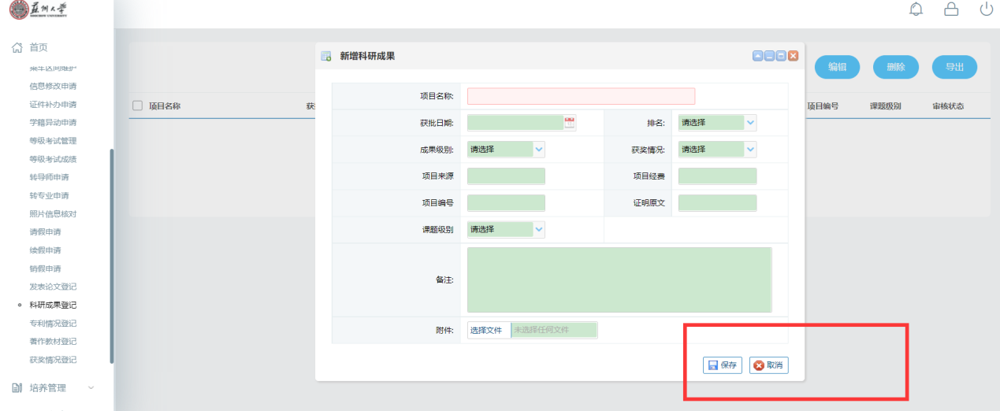 蘇州大学
SOOCHOW UNIVERSITY
首页
乘车区间维护
信息修改申请
证件补办申请
学籍异动申请
等级考试管理
等级考试成绩
转导师申请
转专业申请
照片信息核对
请假申请
续假申请
销假申请
发表论文登记
科研成果登记
专利情况登记
著作教材登记
获奖情况登记
培养管理
编辑 删除 导出
项目名称 获 项目编号 课题级别 审核状态
新增科研成果
项目名称:
获批日期: 排名: 请选择
成果级别: 请选择 获奖情况: 请选择
项目来源 项目经费
项目编号 证明原文
课题级别 请选择
备注:
附件: 选择文件 未选择任何文件
保存 取消